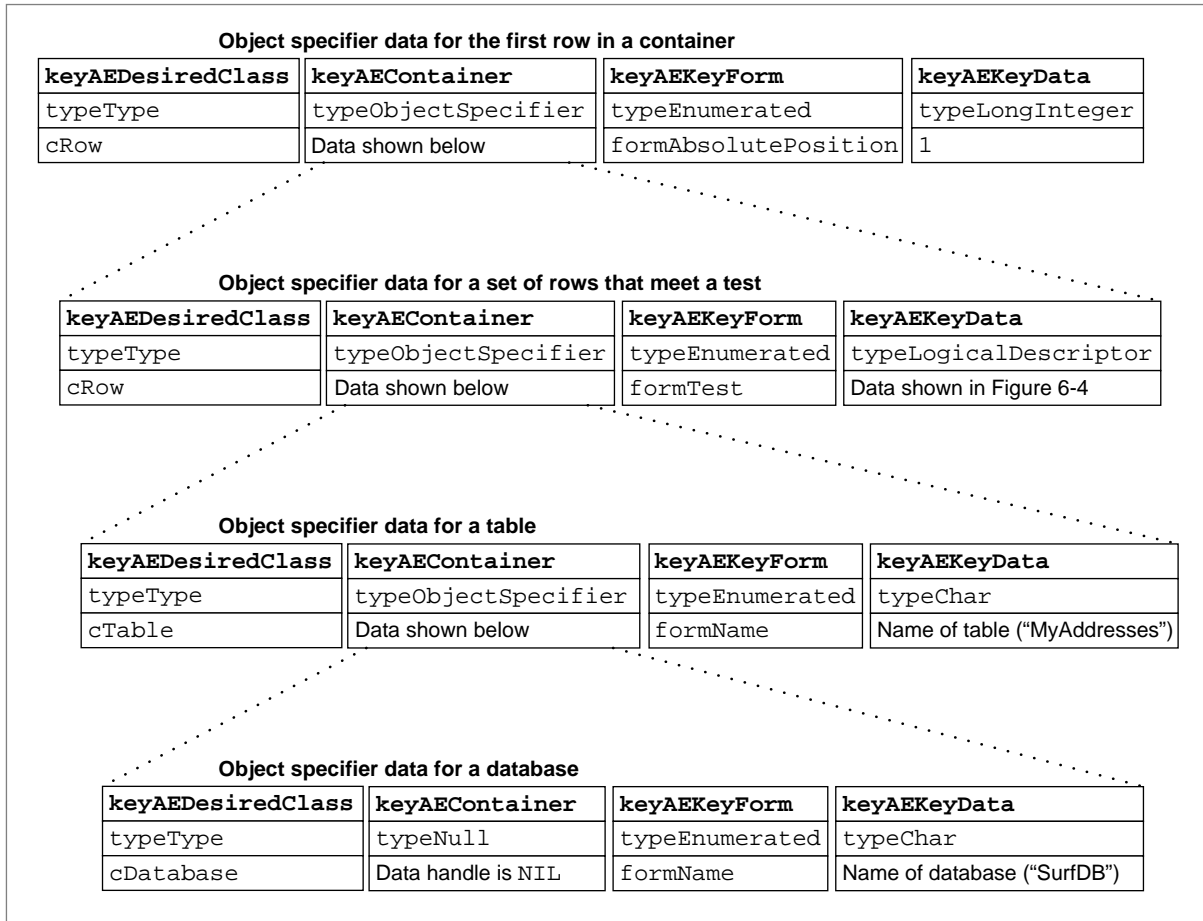 Object specifier data for the first row in a container
keyAEDesiredClass keyAEContainer keyAEKeyForm keyAEKeyData
typeType typeObjectSpecifier typeEnumerated typeLongInteger
cRow Data shown below formAbsolutePosition 1
Object specifier data for a set of rows that meet a test
keyAEDesiredClass keyAEContainer keyAEKeyForm keyAEKeyData
typeType typeObjectSpecifier typeEnumerated typeLogicalDescriptor
cRow Data shown below formTest Data shown in Figure 6-4
Object specifier data for a table
keyAEDesiredClass keyAEContainer keyAEKeyForm keyAEKeyData
typeType typeObjectSpecifier typeEnumerated typeChar
cTable Data shown below formName Name of table (“MyAddresses”)
Object specifier data for a database
keyAEDesiredClass keyAEContainer keyAEKeyForm keyAEKeyData
typeType typeNull typeEnumerated typeChar
cDatabase Data handle is NIL formName Name of database (“SurfDB”)